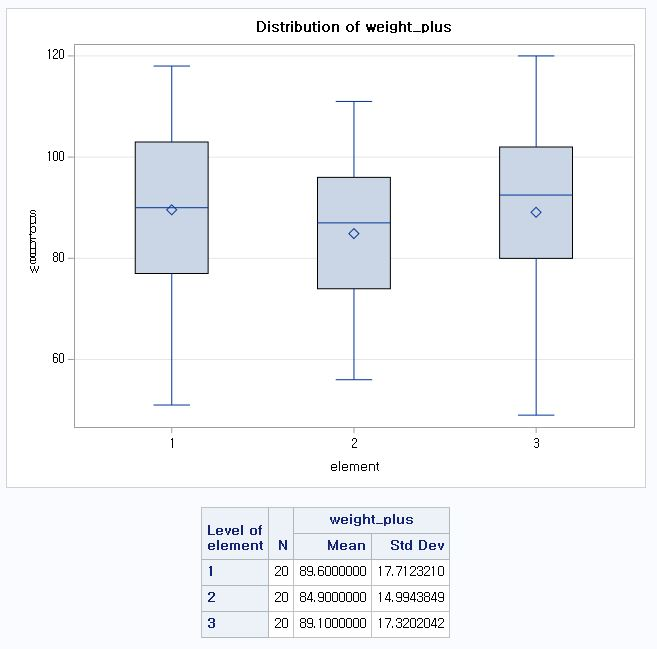 Distribution of weight_plus
120
100
80
60
1 2 3
element
weight_plus
Level of element N Mean Std Dev
1 20 89.6000000 17.7123210
2 20 84.9000000 14.9943849
3 20 89.1000000 17.3202042